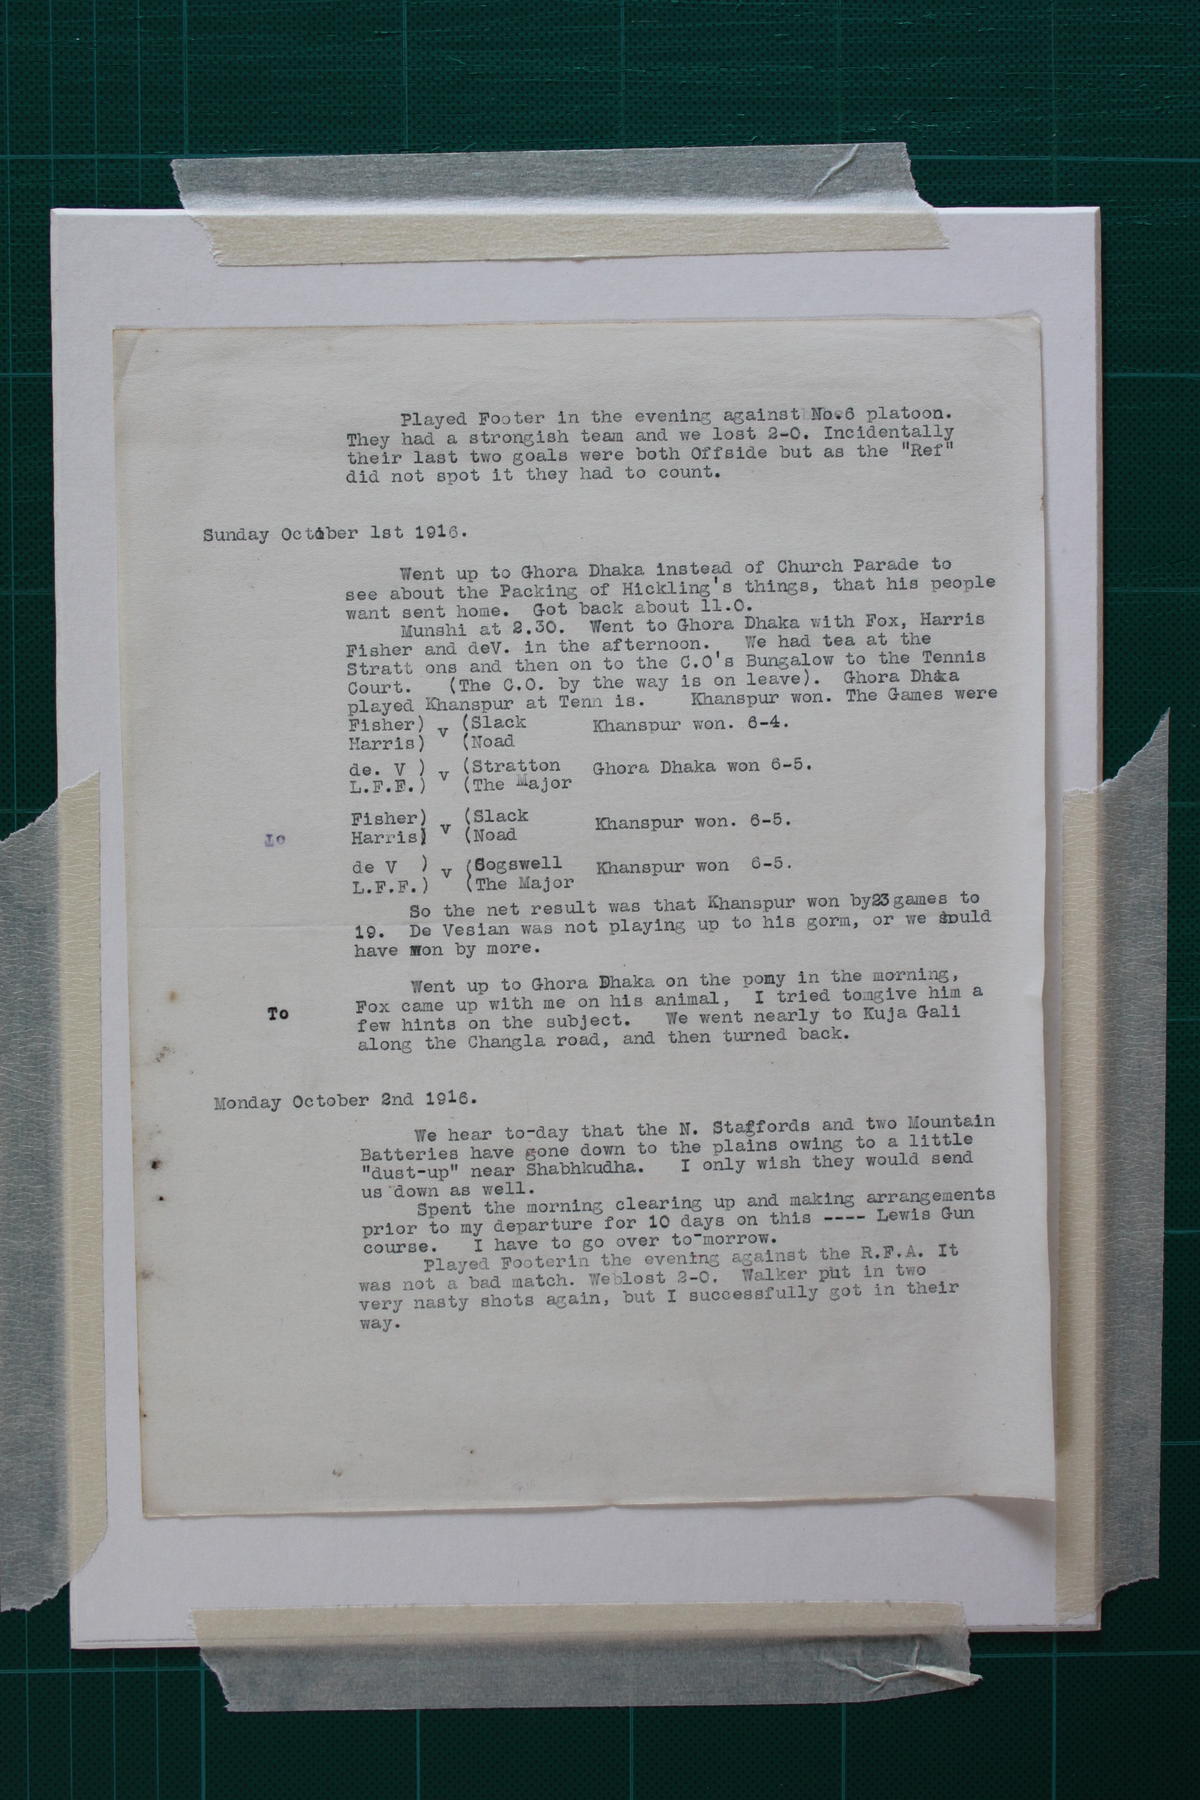 Played Footer in the evening against No.6 platoon.
They had a strongish team and we lost 2-0. Incidentally
their last two goals were both Offside but as the "Ref"
did not spot it they had to count.
Sunday October 1st 1916.
Went up to Ghora Dhaka instead of Church Parade to
see about the Packing of Hickling's things, that his people
want sent home. Got back about 11.0.
Munshi at 2.30. Went to Ghora Dhaka with Fox, Harris
Fisher and deV. in the afternoon. We had tea at the
Stratt ons and then on to the C.O's Bungalow to the Tennis
Court. (The C.O. by the way is on leave). Ghora Dhaka
played Khanspur at Tenn is. Khanspur won. The Games were
Fisher) v (Slack Khanspur won. 6-4.
Harris) (Noad
de. V ) v (Stratton Ghora Dhaka won 6-5.
L.F.F.) (The Major
Fisher) v (Slack Khanspur won. 6-5.
To Harris) (Noad
de V ) v (Cogswell Khanspur won 6-5.
L.F.F.) (The Major
So the net result was that Khanspur won by 23 games to
19. De Vesian was not playing up to his gorm, or we sould
have won by more.
Went up to Ghora Dhaka on the pony in the morning,
To Fox came up with me on his animal, I tried tomgive him a
few hints on the subject. We went nearly to Kuja Gali
along the Changla road, and then turned back.
Monday October 2nd 1916.
We hear to-day that the N. Staffords and two Mountain
Batteries have gone down to the plains owing to a little
"dust-up" near Shabhkudha. I only wish they would send
us down as well.
Spent the morning clearing up and making arrangements
prior to my departure for 10 days on this ---- Lewis Gun
course. I have to go over to-morrow.
Played Footerin the evening against the R.F.A. It
was not a bad match. Weblost 2-0. Walker put in two
very nasty shots again, but I successfully got in their
way.